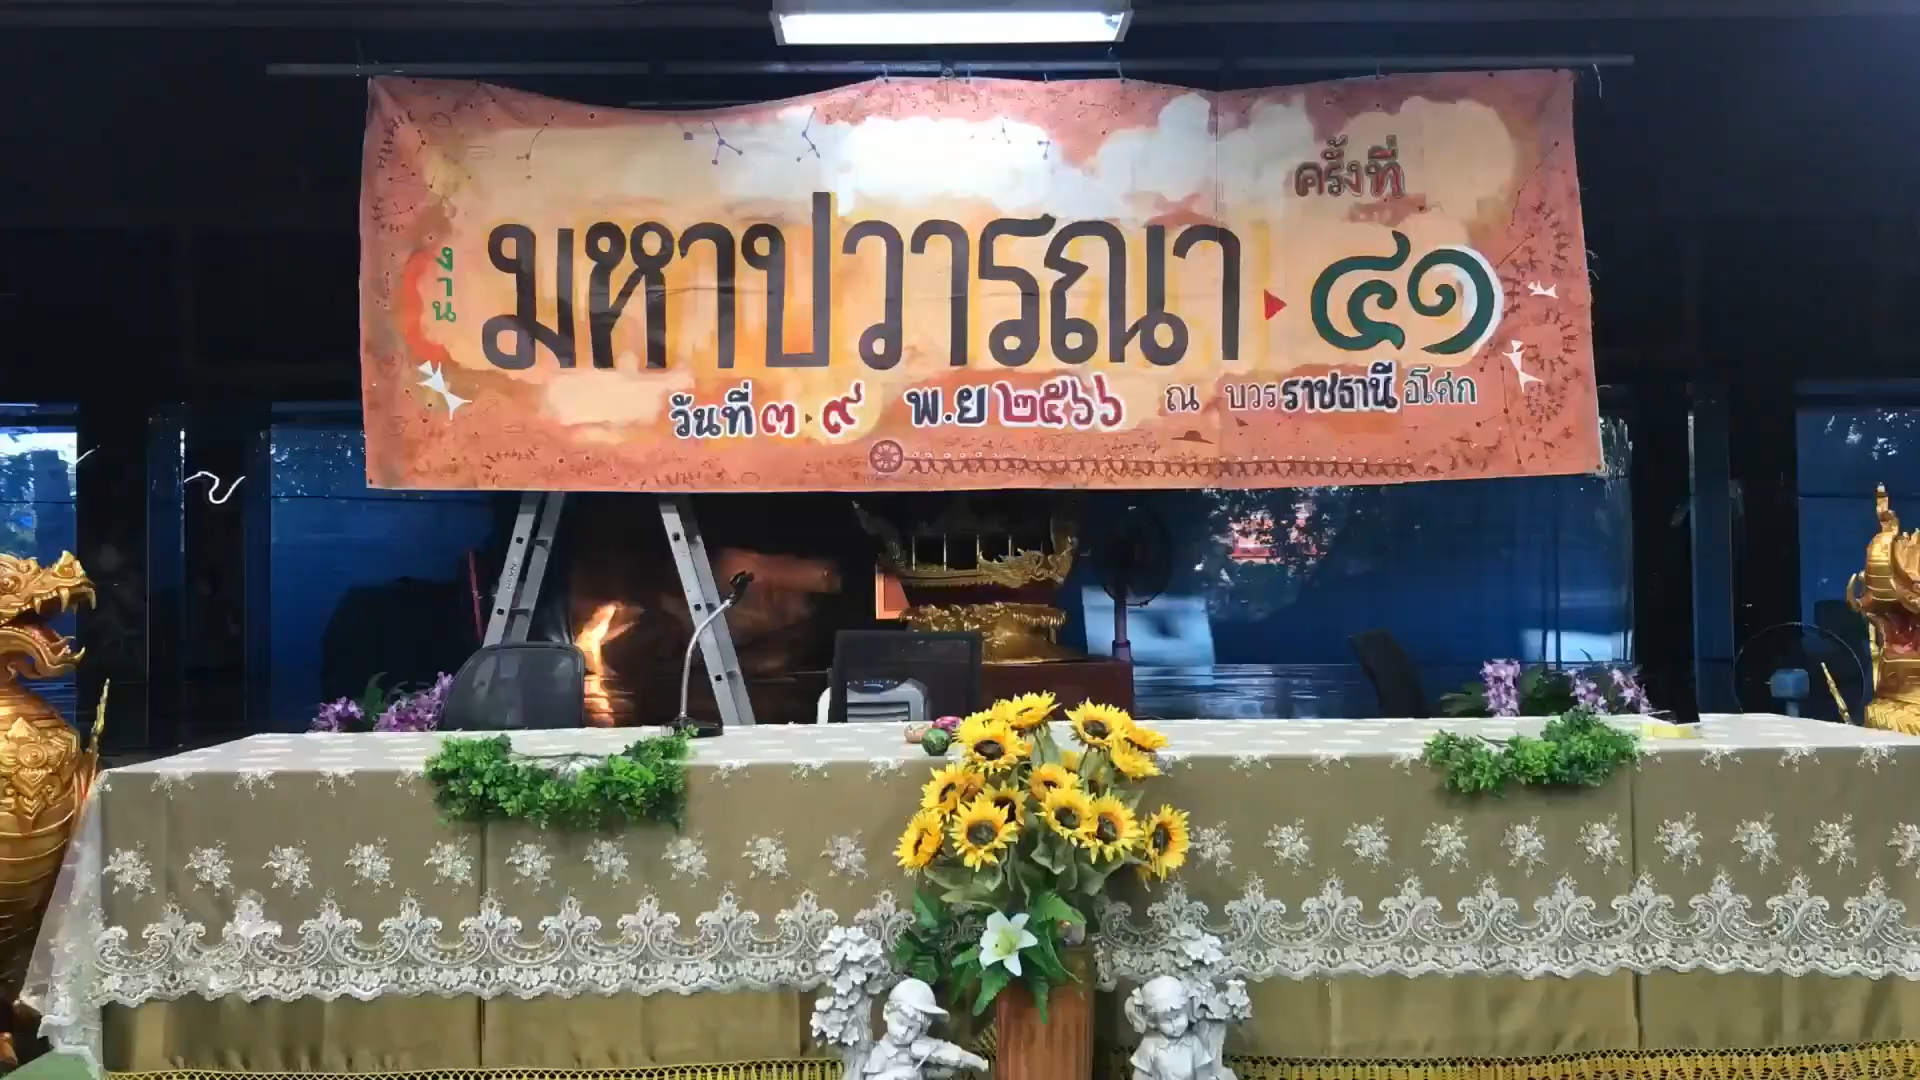 งาน
มหาปวารณา
ครั้งที่
๔๑
วันที่ ๓-๙ พ.ย ๒๕๖๖ ณ บวรราชธานีอโศก